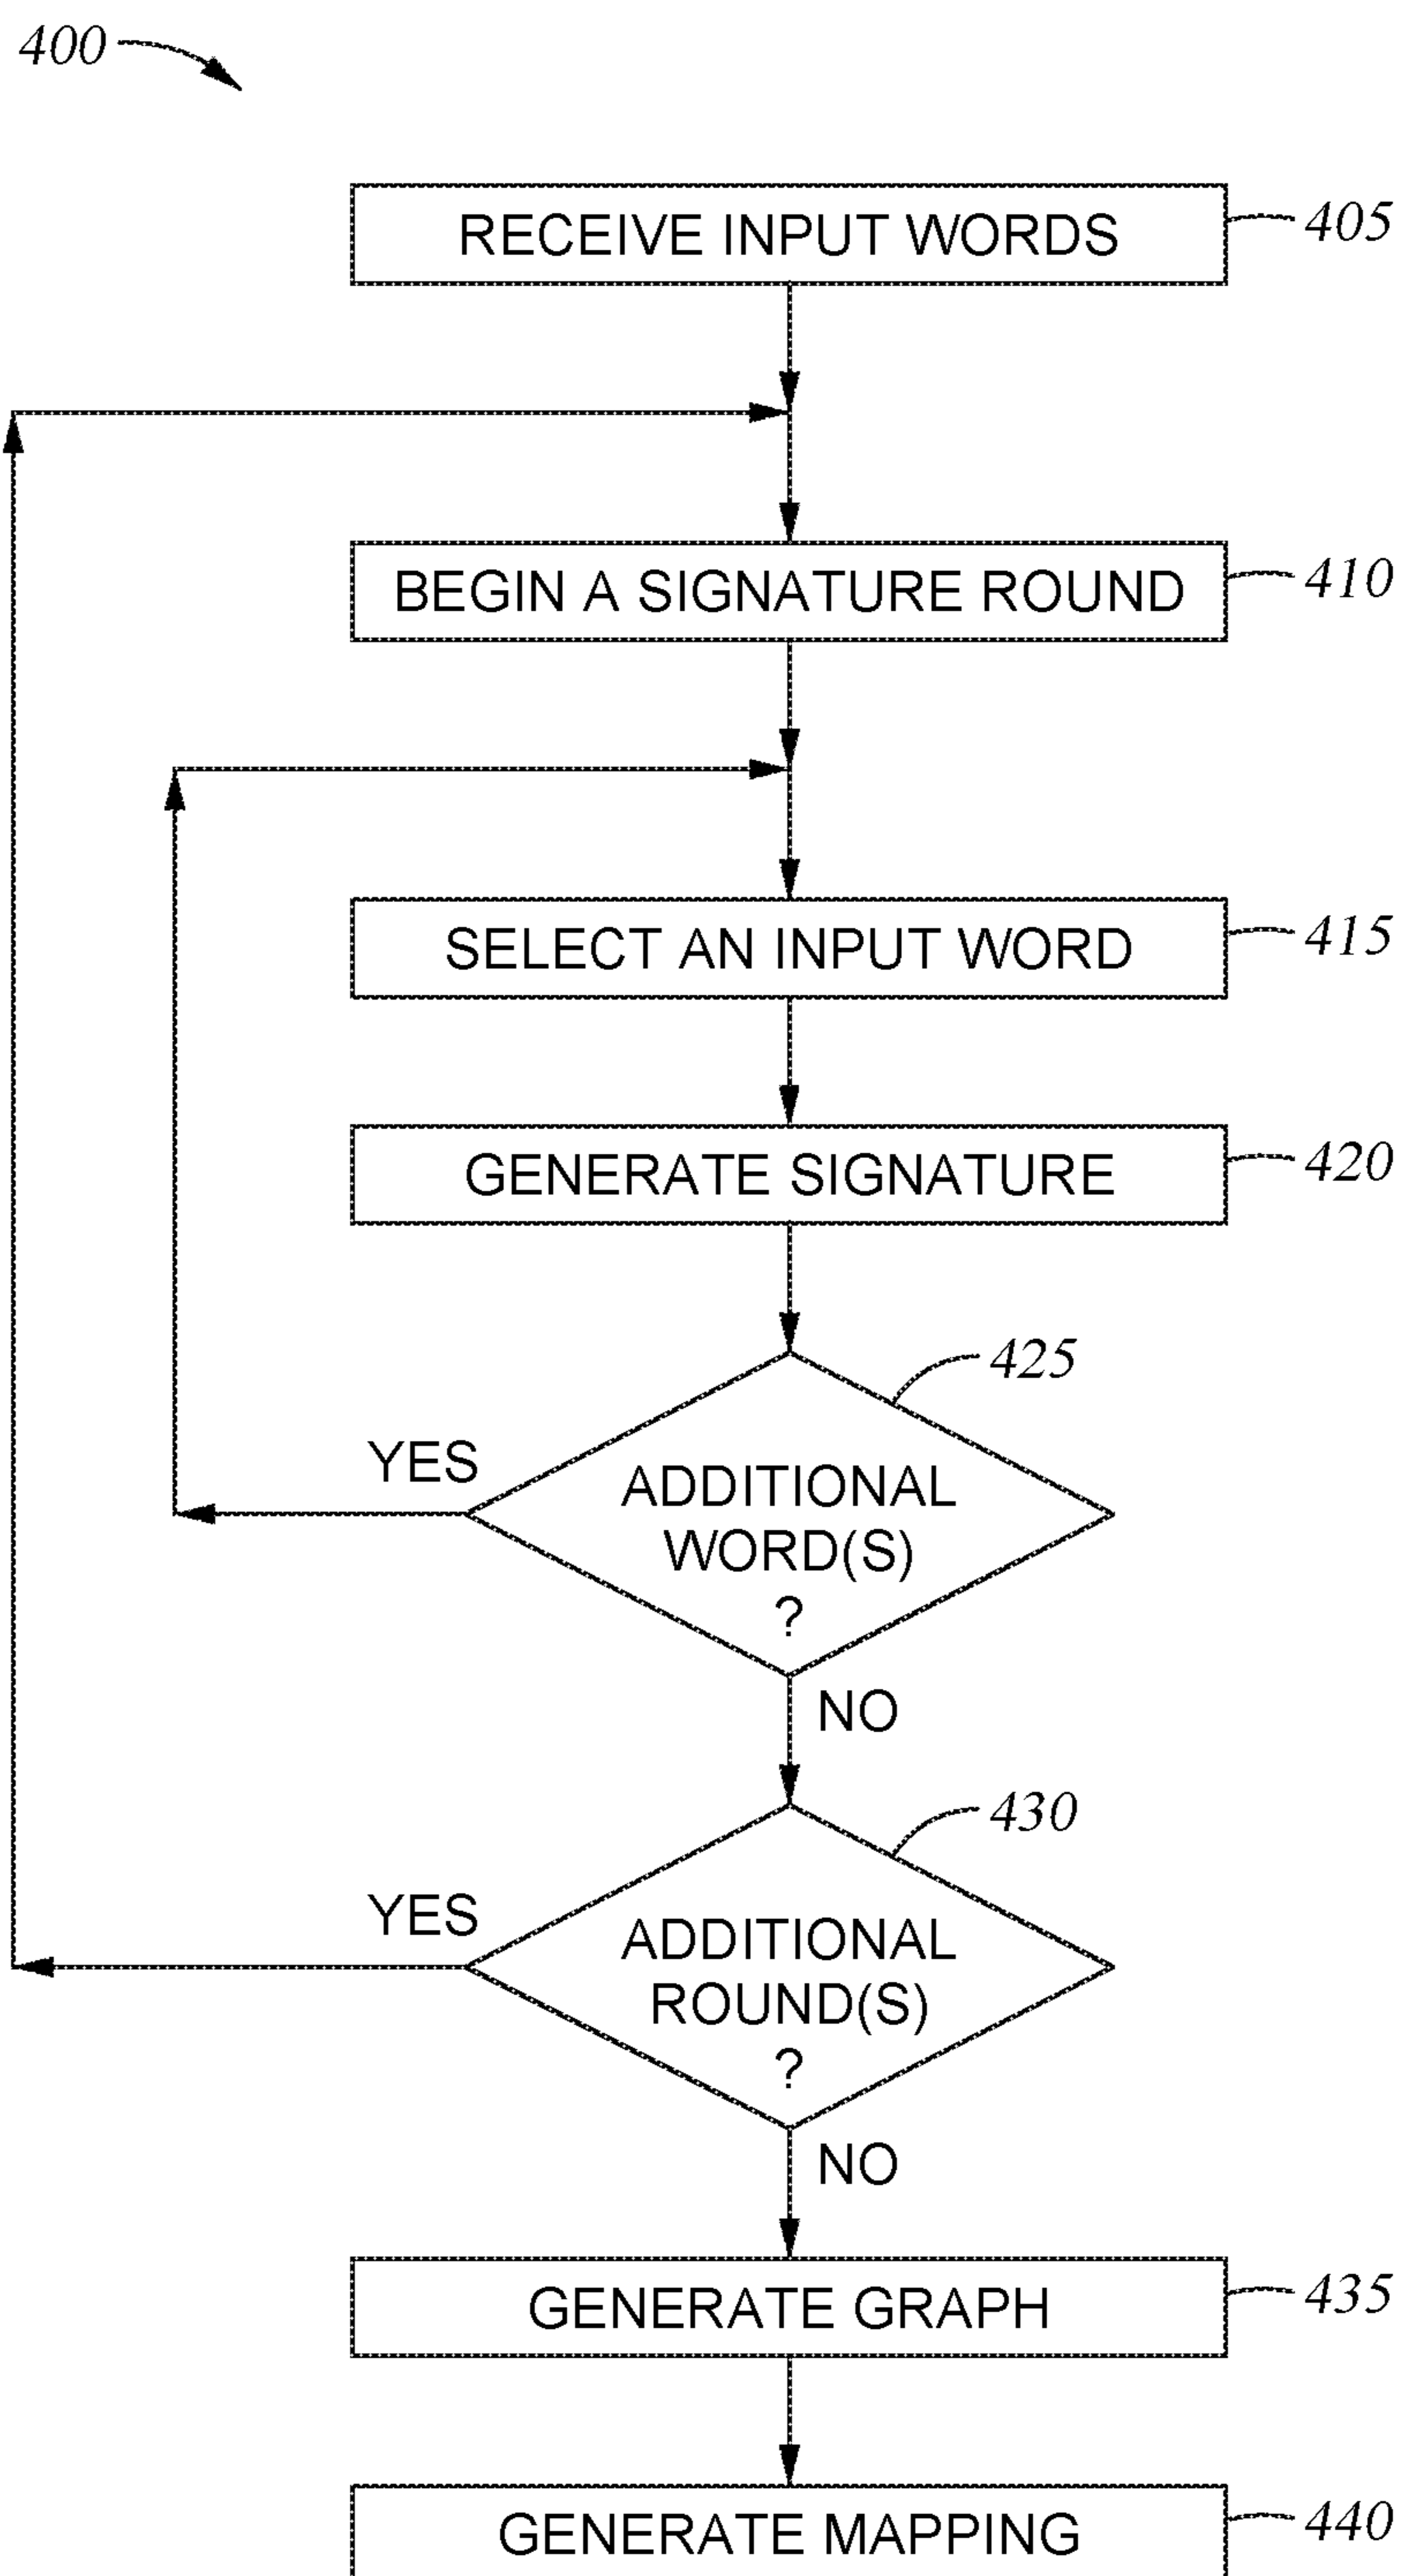 400
RECEIVE INPUT WORDS
405
BEGIN A SIGNATURE ROUND
410
SELECT AN INPUT WORD
415
GENERATE SIGNATURE
420
425
YES
ADDITIONAL
WORD(S)
?
NO
430
YES
ADDITIONAL
ROUND(S)
?
NO
GENERATE GRAPH
435
GENERATE MAPPING
440